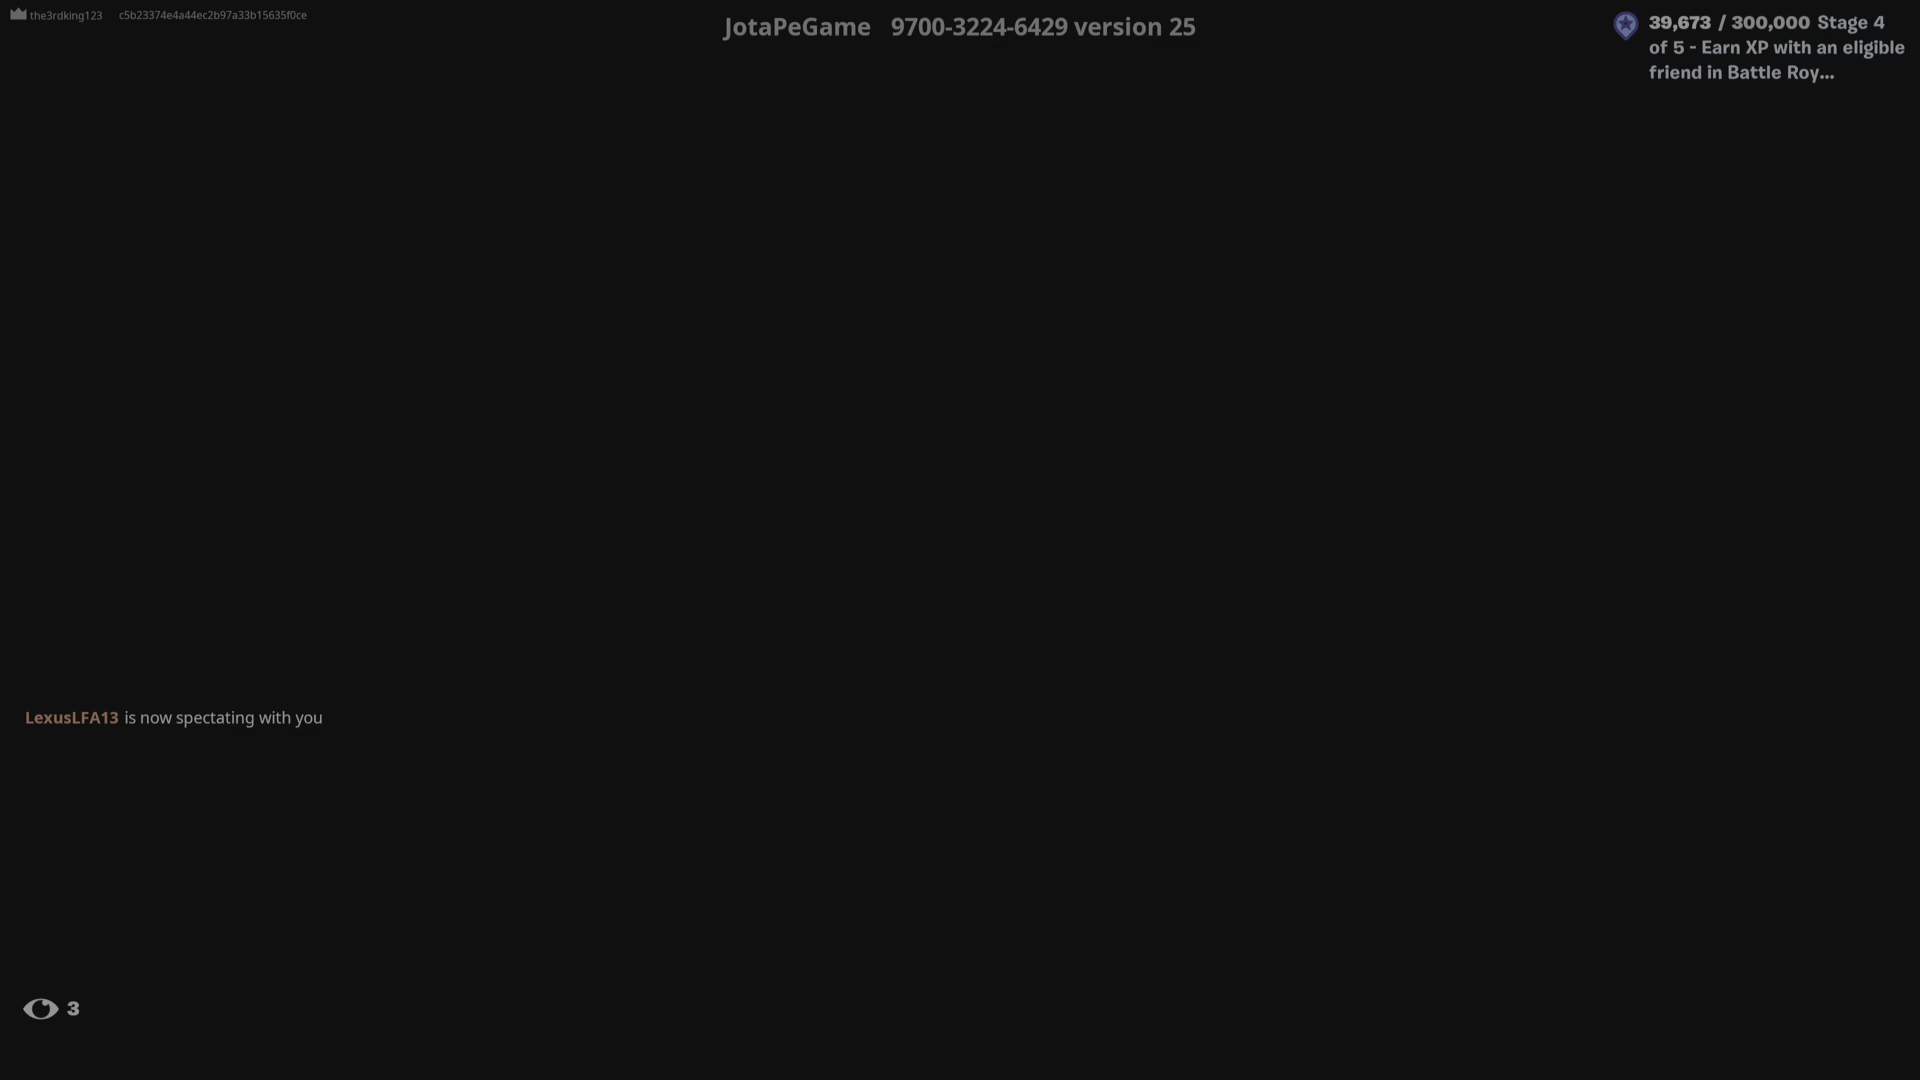 the3rdking123 c5b23374e4a44ec2b97a33b15635f0ce
JotaPeGame 9700-3224-6429 version 25
39,673 / 300,000 Stage 4
of 5 - Earn XP with an eligible
friend in Battle Roy...
LexusLFA13 is now spectating with you
3